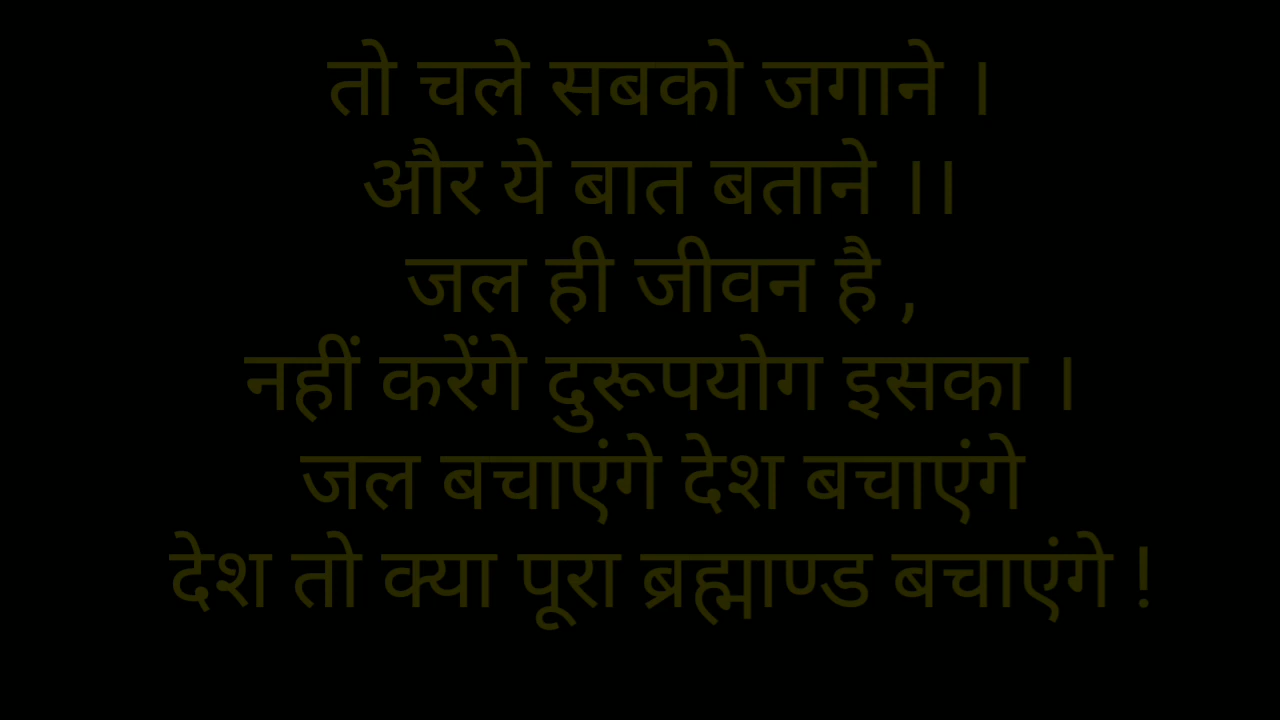 तो चले सबको जगाने ।
और ये बात बताने ।।
जल ही जीवन है ,
नहीं करेंगे दुरूपयोग इसका ।
जल बचाएंगे देश बचाएंगे
देश तो क्या पूरा ब्रह्माण्ड बचाएंगे !